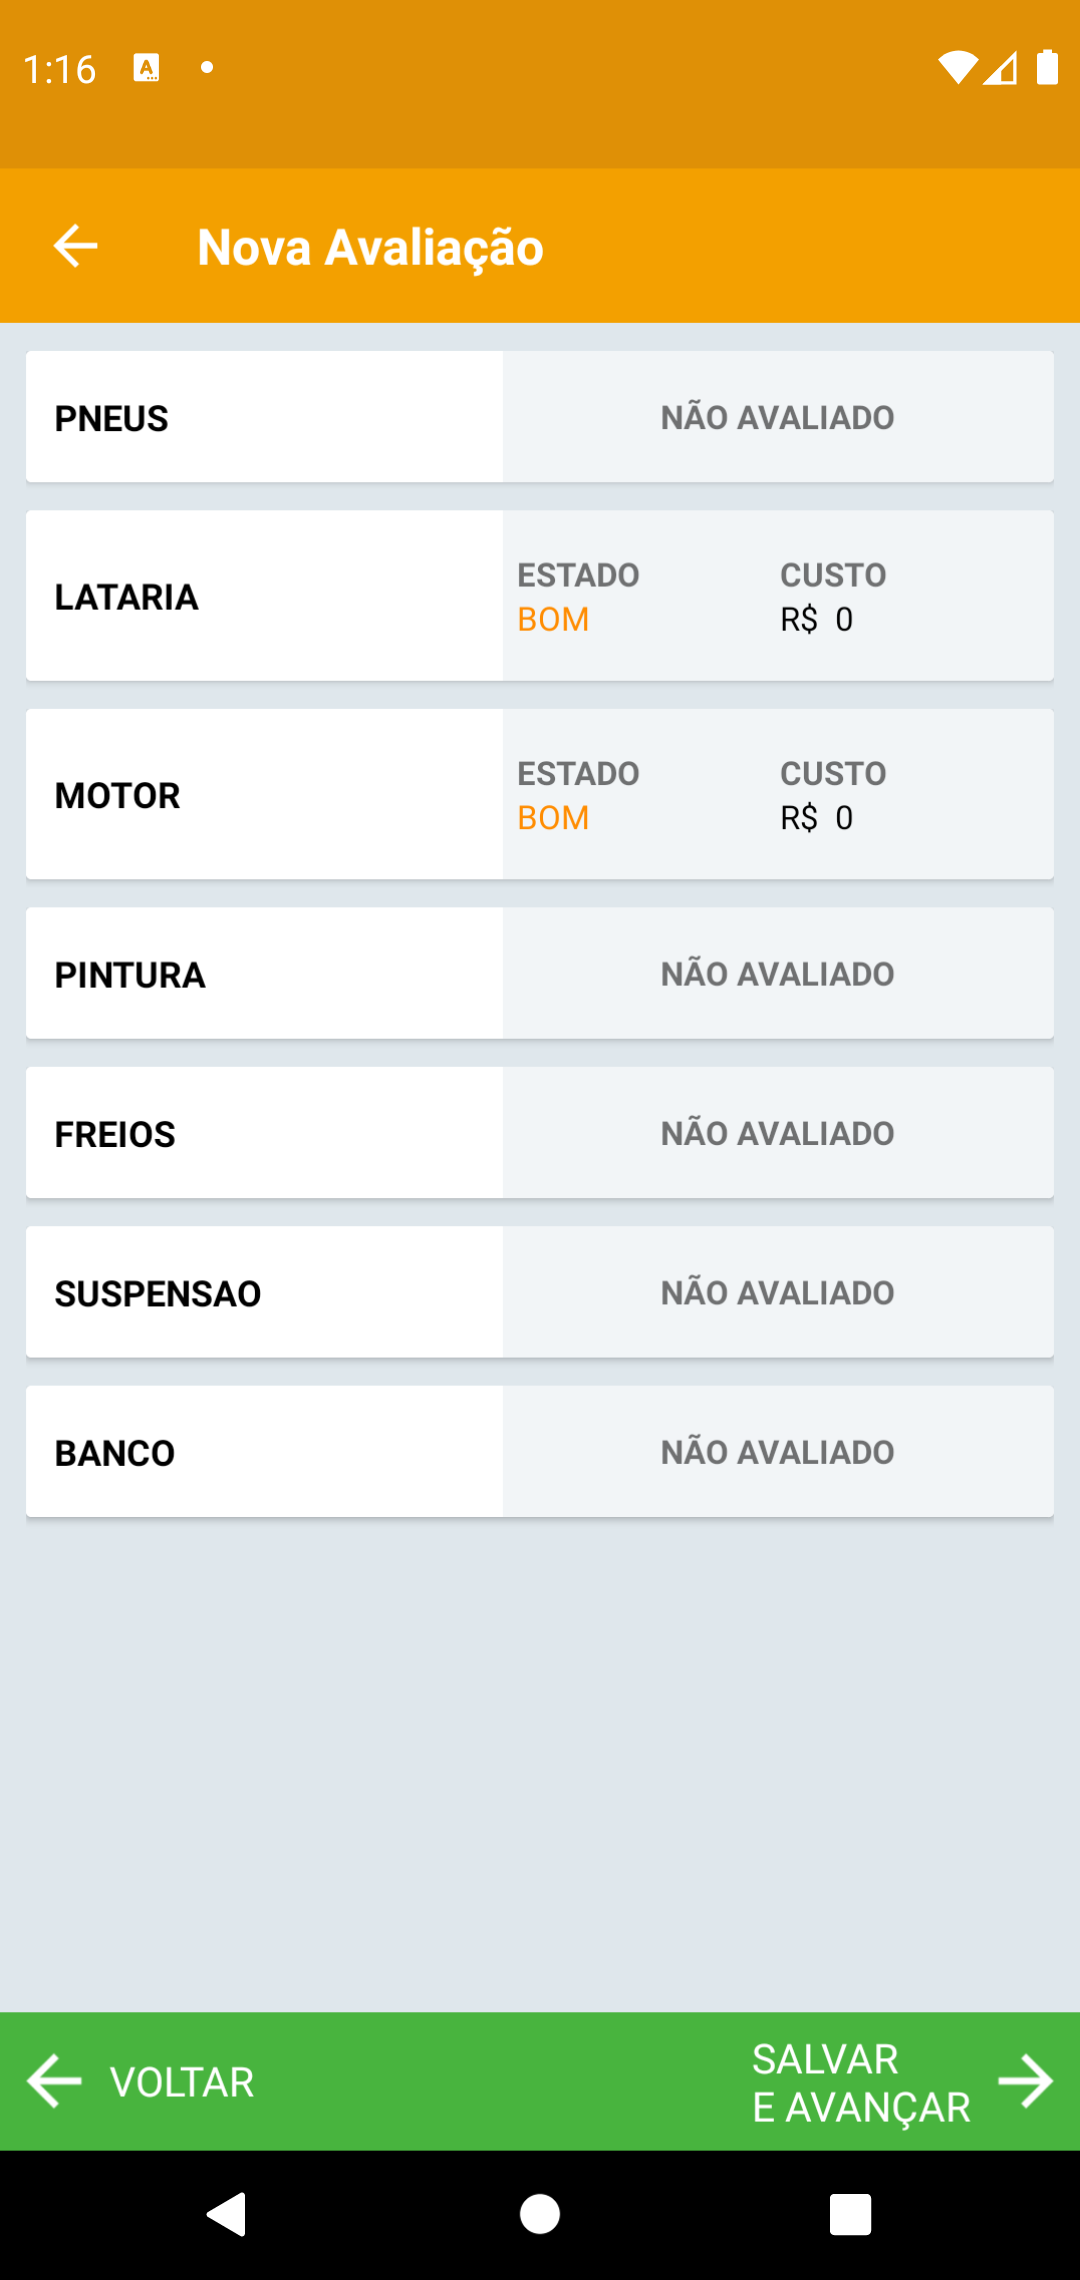 1:16
Nova Avaliação
PNEUS NÃO AVALIADO
LATARIA
ESTADO CUSTO
BOM R$ 0
MOTOR
ESTADO CUSTO
BOM R$ 0
PINTURA NÃO AVALIADO
FREIOS NÃO AVALIADO
SUSPENSAO NÃO AVALIADO
BANCO NÃO AVALIADO
VOLTAR
SALVAR
E AVANÇAR